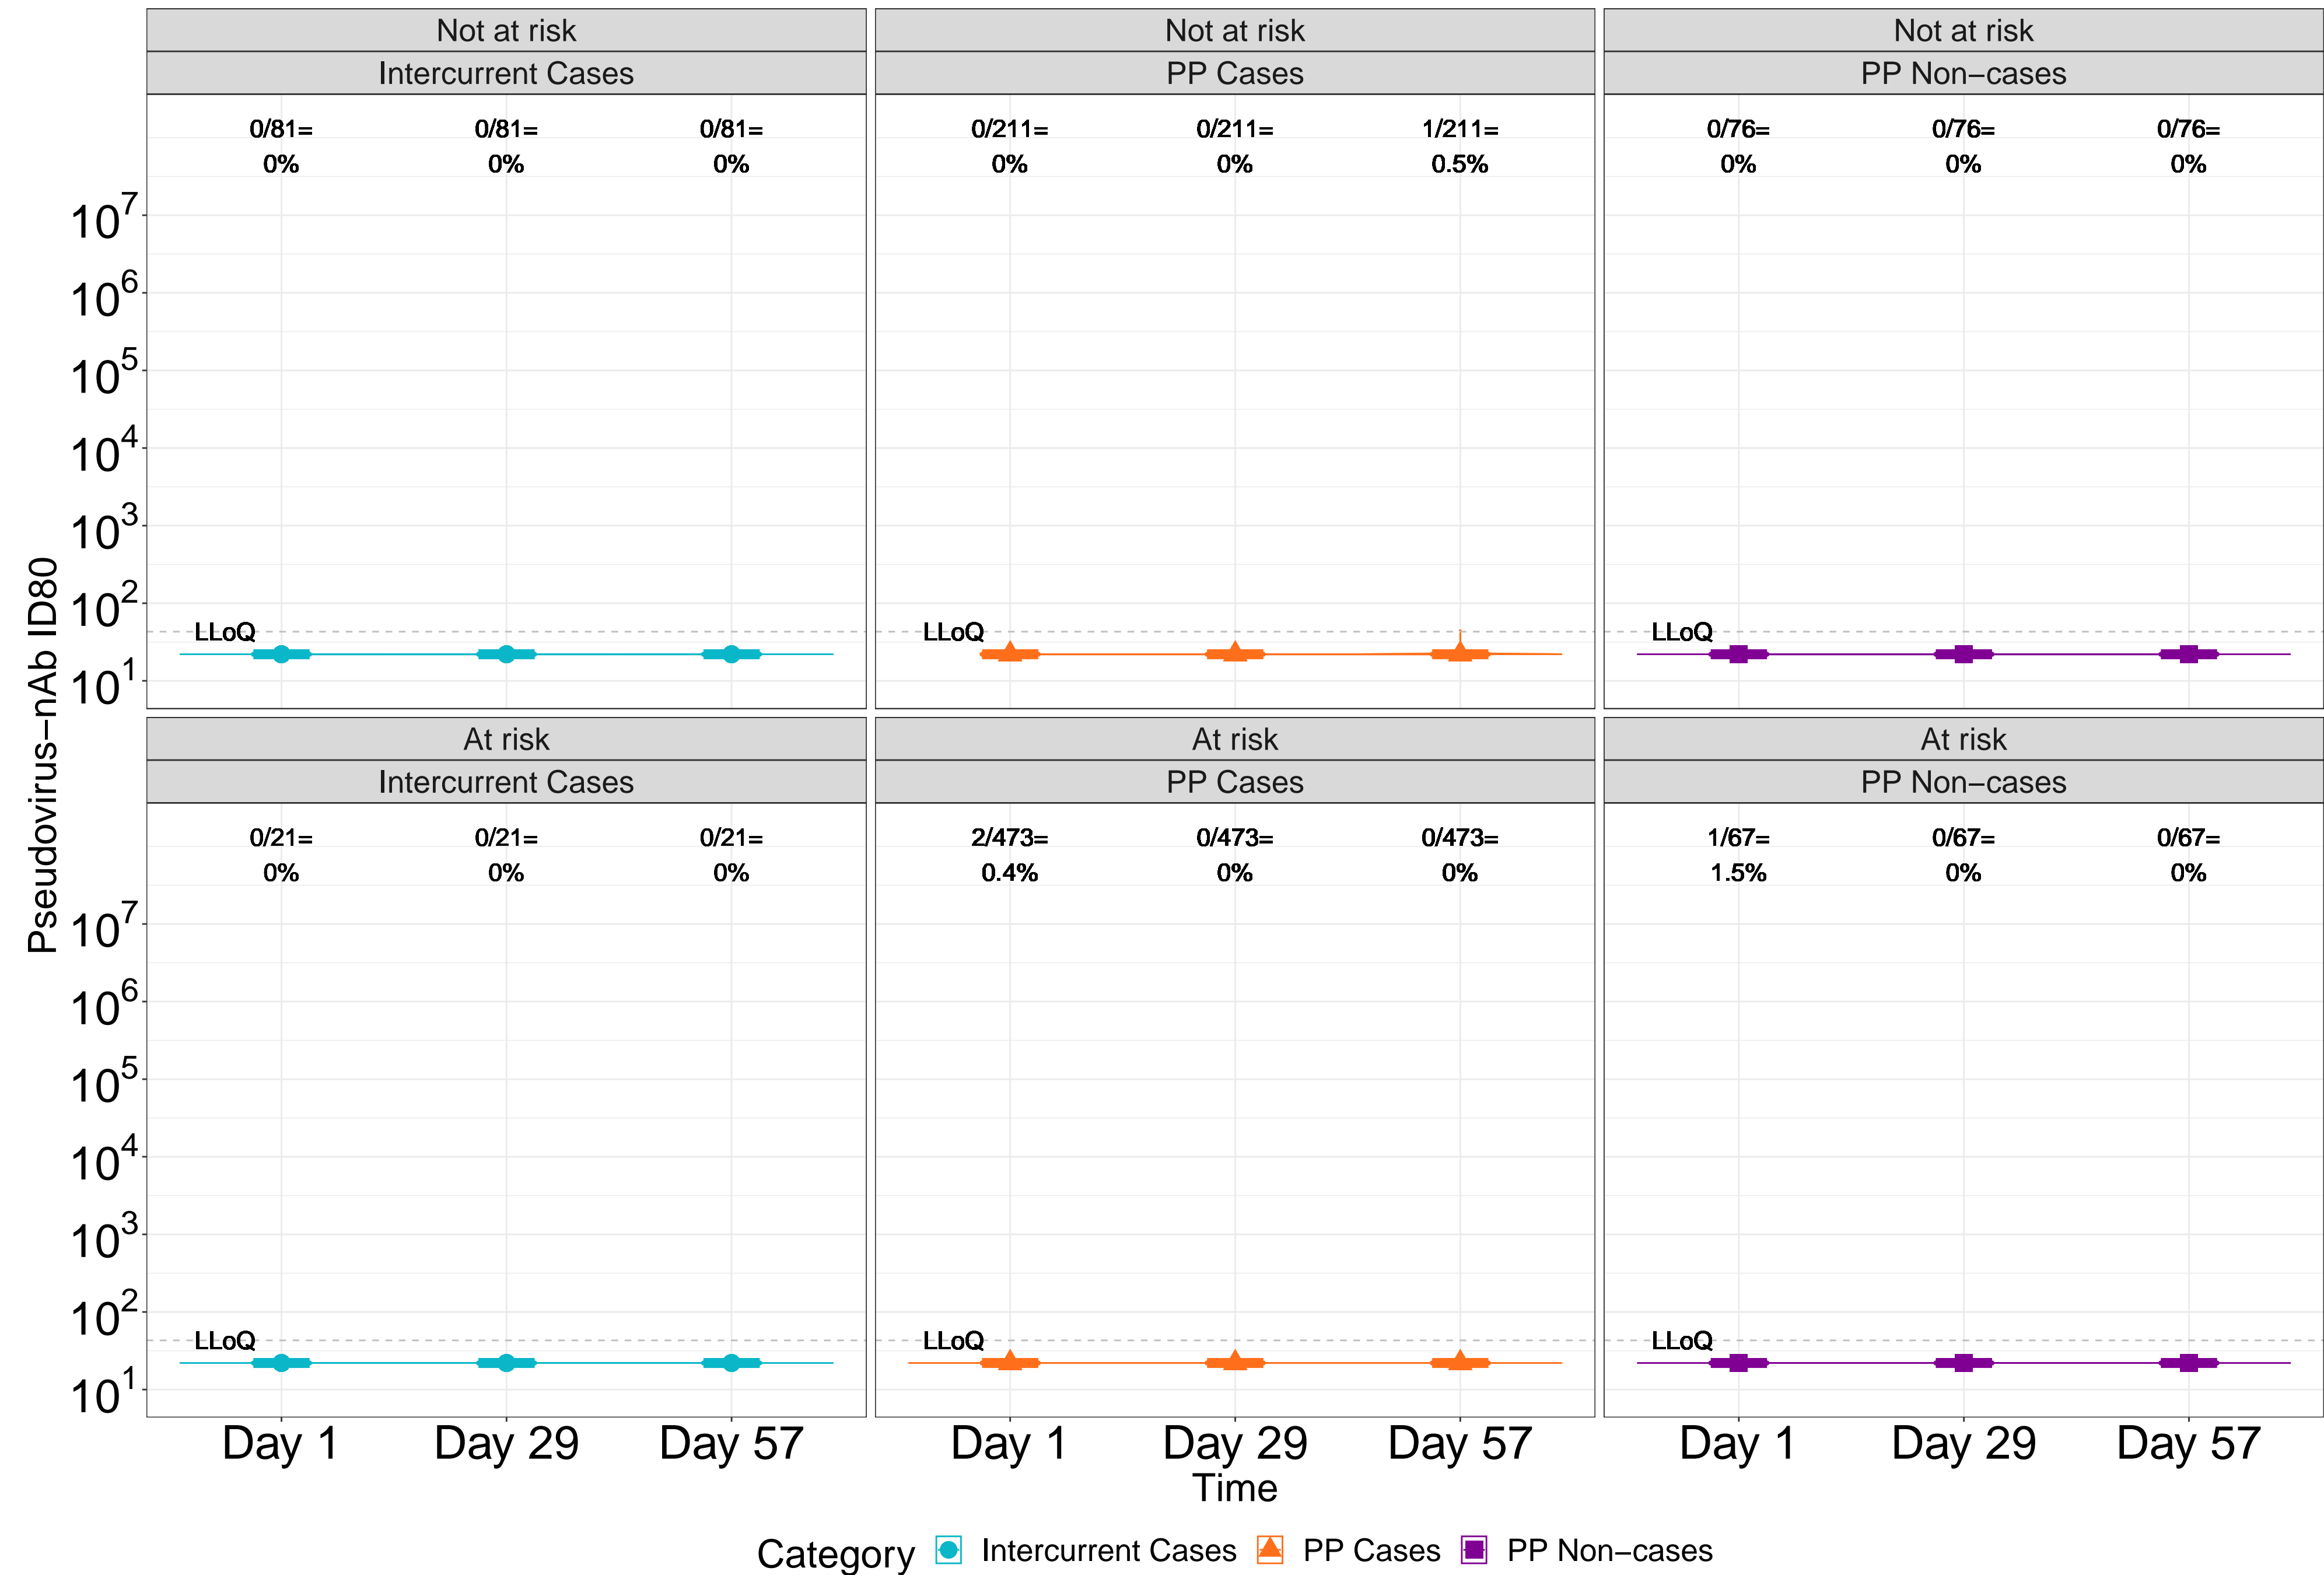 Not at risk
Not at risk
Not at risk
Intercurrent Cases
PP Cases
PP Non−cases
0/81=
0%
0/81=
0%
0/81=
0%
0/211=
0%
0/211=
0%
1/211=
0.5%
0/76=
0%
0/76=
0%
0/76=
0%
10^7
10^6
10^5
10^4
10^3
10^2
10^1
LLoQ
LLoQ
LLoQ
Pseudovirus−nAb ID80
At risk
At risk
At risk
Intercurrent Cases
PP Cases
PP Non−cases
0/21=
0%
0/21=
0%
0/21=
0%
2/473=
0.4%
0/473=
0%
0/473=
0%
1/67=
1.5%
0/67=
0%
0/67=
0%
10^7
10^6
10^5
10^4
10^3
10^2
10^1
LLoQ
LLoQ
LLoQ
Day 1
Day 29
Day 57
Day 1
Day 29
Day 57
Day 1
Day 29
Day 57
Time
Category
Intercurrent Cases
PP Cases
PP Non−cases